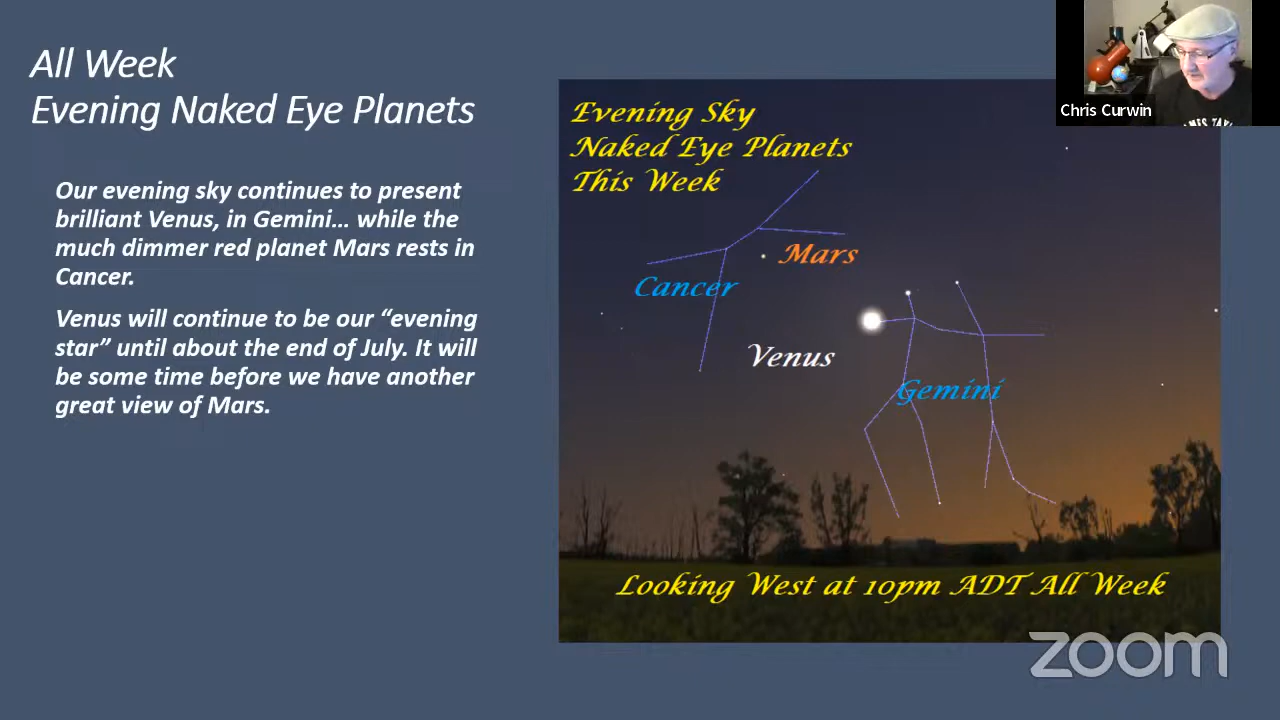 All Week
Evening Naked Eye Planets
Our evening sky continues to present
brilliant Venus, in Gemini… while the
much dimmer red planet Mars rests in
Cancer.
Venus will continue to be our “evening
star” until about the end of July. It will
be some time before we have another
great view of Mars.
Evening Sky
Naked Eye Planets
This Week
Mars
Cancer
Venus
Gemini
Looking West at 10pm ADT All Week
Chris Curwin
zoom